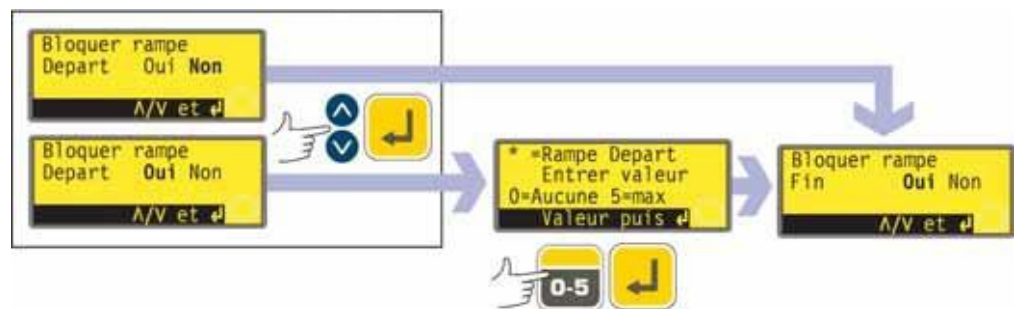 Bloquer rampe
Depart Oui Non
Λ/V et ↲
Bloquer rampe
Depart Oui Non
Λ/V et ↲
* =Rampe Depart
Entrer valeur
0=Aucune 5=max
Valeur puis ↲
0-5
Bloquer rampe
Fin Oui Non
Λ/V et ↲